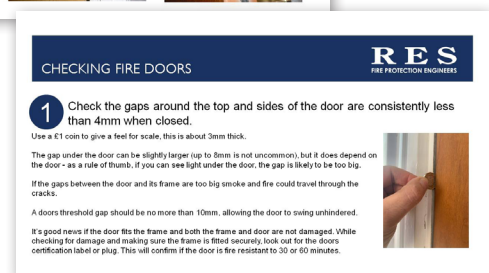 CHECKING FIRE DOORS
RES
FIRE PROTECTION ENGINEERS
1
Check the gaps around the top and sides of the door are consistently less
than 4mm when closed.
Use a £1 coin to give a feel for scale, this is about 3mm thick.
The gap under the door can be slightly larger (up to 8mm is not uncommon), but it does depend on
the door - as a rule of thumb, if you can see light under the door, the gap is likely to be too big.
If the gaps between the door and its frame are too big smoke and fire could travel through the
cracks.
A doors threshold gap should be no more than 10mm, allowing the door to swing unhindered.
It's good news if the door fits the frame and both the frame and door are not damaged. While
checking for damage and making sure the frame is fitted securely, look out for the doors
certification label or plug. This will confirm if the door is fire resistant to 30 or 60 minutes.